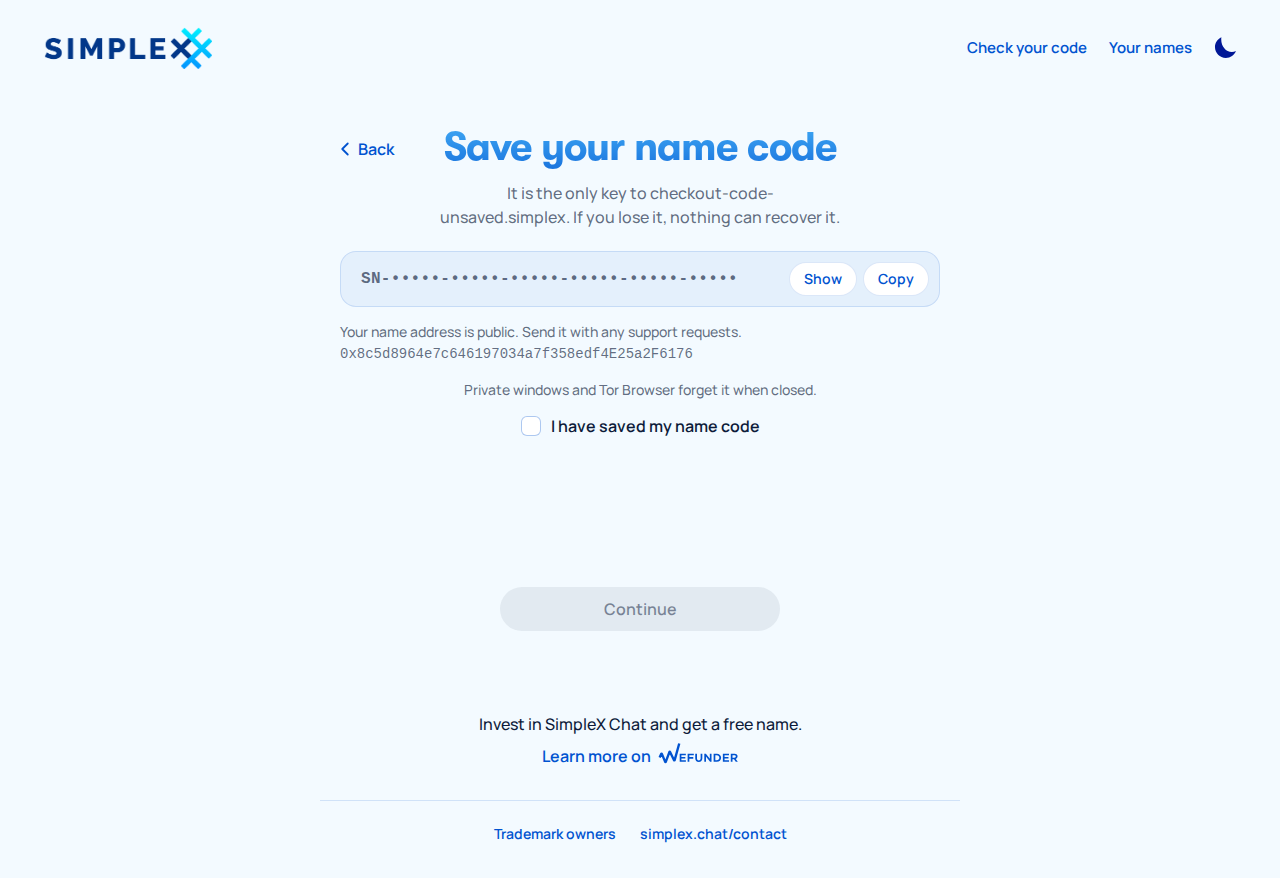 SIMPLEX
Check your code
Your names
Back
Save your name code
It is the only key to checkout-code-
unsaved.simplex. If you lose it, nothing can recover it.
SN-•••••-•••••-•••••-•••••-•••••-•••••
Show
Copy
Your name address is public. Send it with any support requests.
0x8c5d8964e7c646197034a7f358edf4E25a2F6176
Private windows and Tor Browser forget it when closed.
I have saved my name code
Continue
Invest in SimpleX Chat and get a free name.
Learn more on WEFUNDER
Trademark owners
simplex.chat/contact